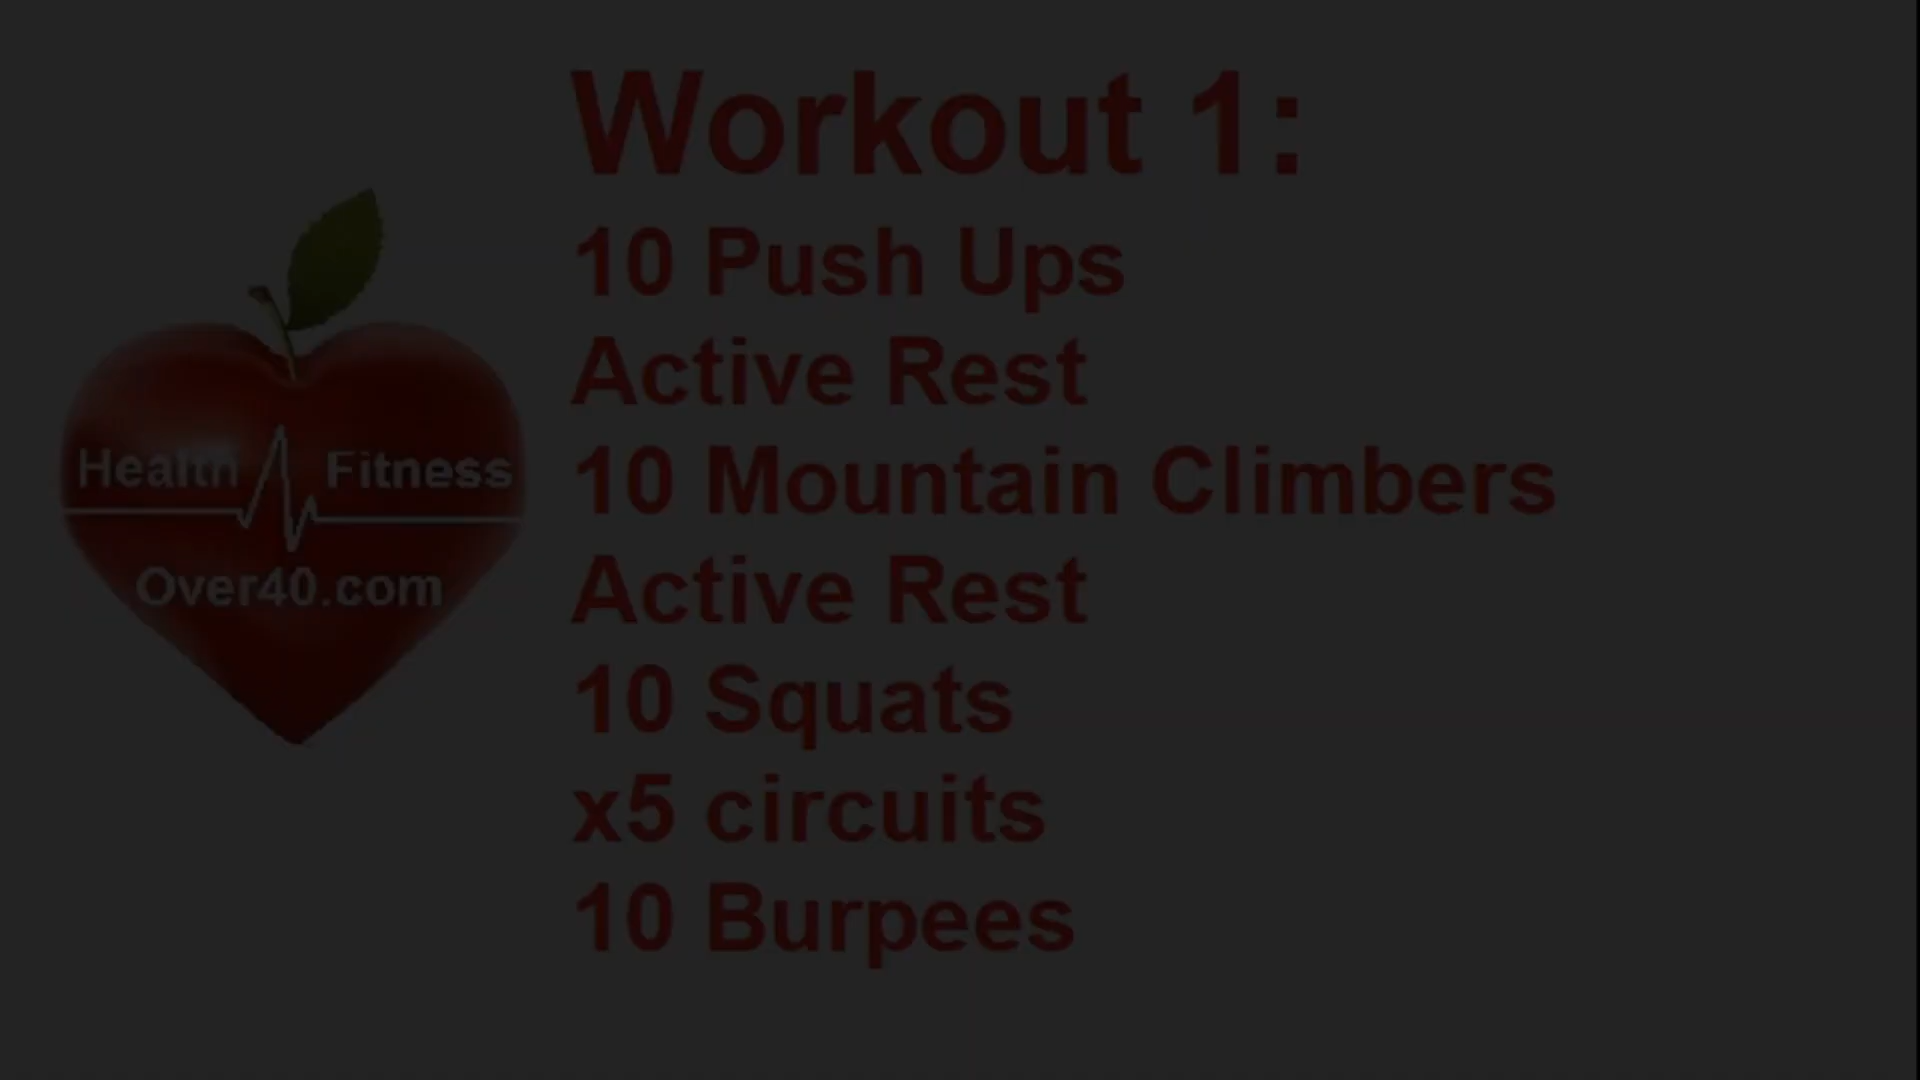 Workout 1:
10 Push Ups
Active Rest
10 Mountain Climbers
Active Rest
10 Squats
x5 circuits
10 Burpees
Health Fitness
Over40.com